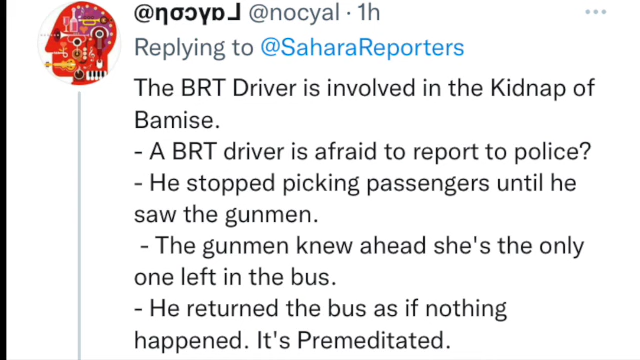 @ησɔγɒ⅃ @nocyal · 1h
Replying to @SaharaReporters
The BRT Driver is involved in the Kidnap of
Bamise.
- A BRT driver is afraid to report to police?
- He stopped picking passengers until he
saw the gunmen.
- The gunmen knew ahead she's the only
one left in the bus.
- He returned the bus as if nothing
happened. It's Premeditated.